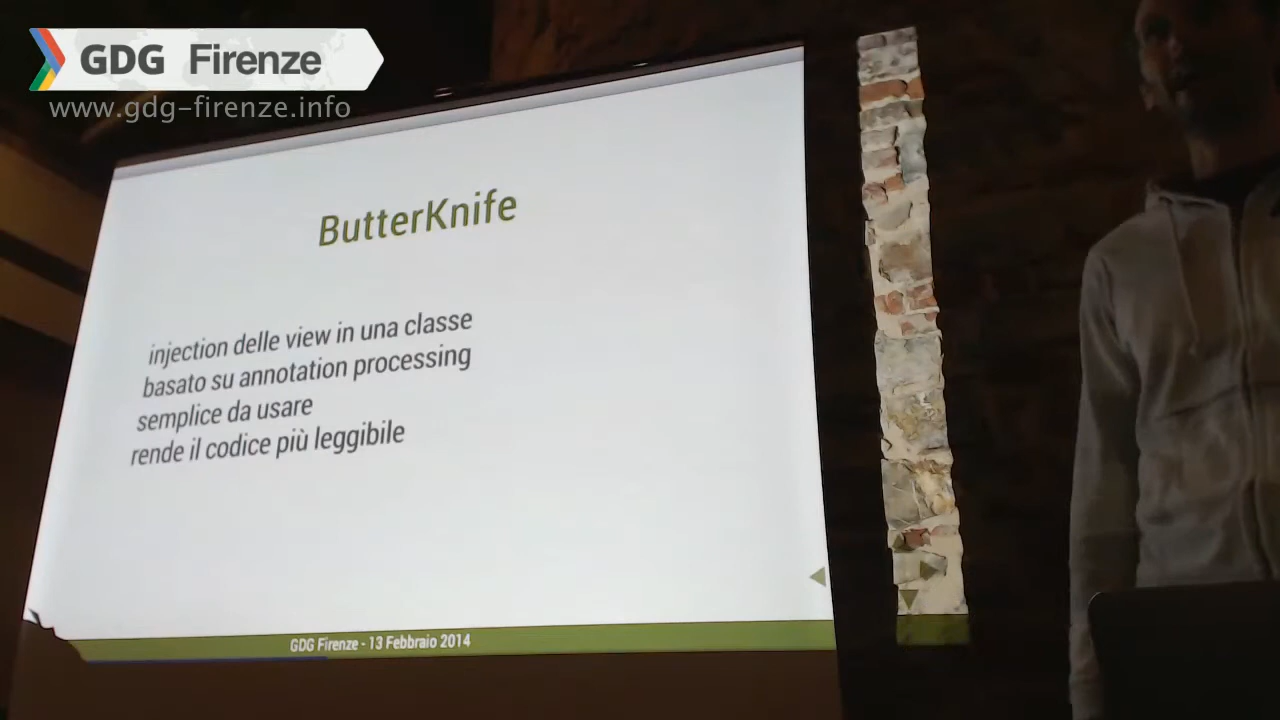 GDG Firenze
www.gdg-firenze.info
ButterKnife
injection delle view in una classe
basato su annotation processing
semplice da usare
rende il codice più leggibile
GDG Firenze - 13 Febbraio 2014